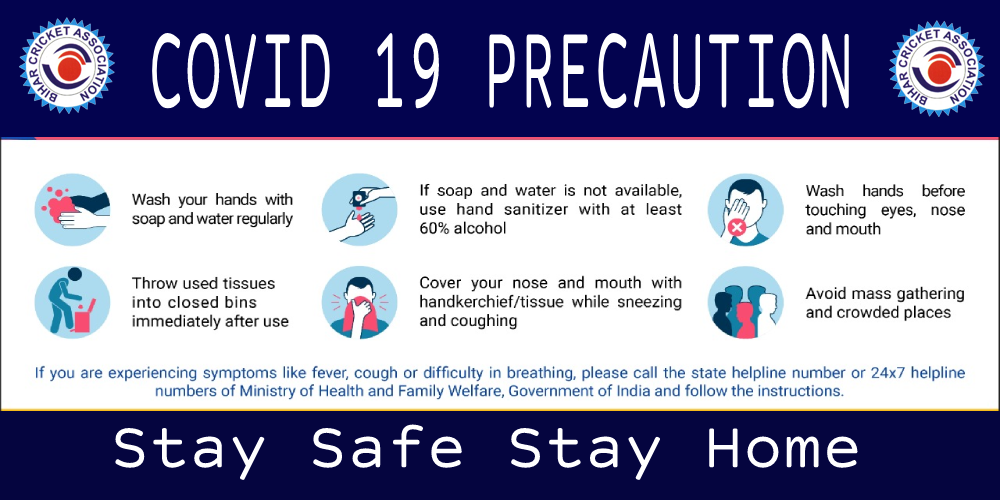 BIHAR CRICKET ASSOCIATION
COVID 19 PRECAUTION
BIHAR CRICKET ASSOCIATION
Wash your hands with
soap and water regularly
If soap and water is not available,
use hand sanitizer with at least
60% alcohol
Wash hands before
touching eyes, nose
and mouth
Throw used tissues
into closed bins
immediately after use
Cover your nose and mouth with
handkerchief/tissue while sneezing
and coughing
Avoid mass gathering
and crowded places
If you are experiencing symptoms like fever, cough or difficulty in breathing, please call the state helpline number or 24x7 helpline
numbers of Ministry of Health and Family Welfare, Government of India and follow the instructions.
Stay Safe Stay Home